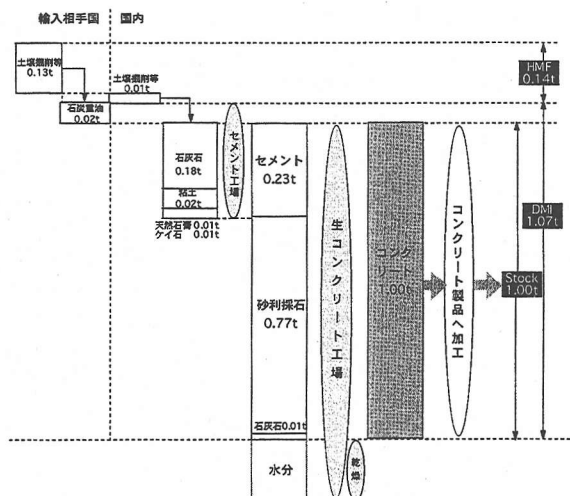 輸入相手国
国内
土壌掘削等
0.13t
土壌掘削等
0.01t
HMF
0.14t
石炭重油
0.02t
石灰石
0.18t
粘土
0.02t
天然石膏 0.01t
ケイ石 0.01t
セメント工場
セメント
0.23t
砂利採石
0.77t
石灰石0.01t
水分
生コンクリート工場
乾燥
コンクリート
1.00t
コンクリート製品へ加工
Stock
1.00t
DMI
1.07t